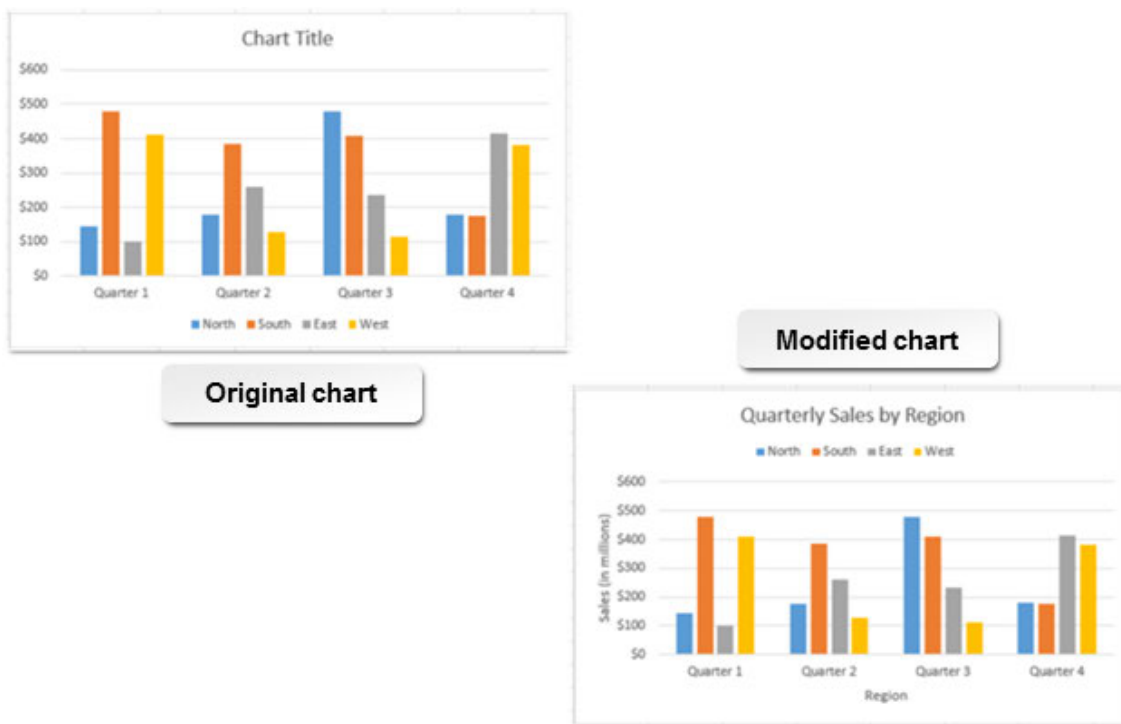 Chart Title
$600
$500
$400
$300
$200
$100
$0
Quarter 1 Quarter 2 Quarter 3 Quarter 4
North South East West
Original chart
Modified chart
Quarterly Sales by Region
North South East West
Sales (in millions)
$600
$500
$400
$300
$200
$100
$0
Quarter 1 Quarter 2 Quarter 3 Quarter 4
Region